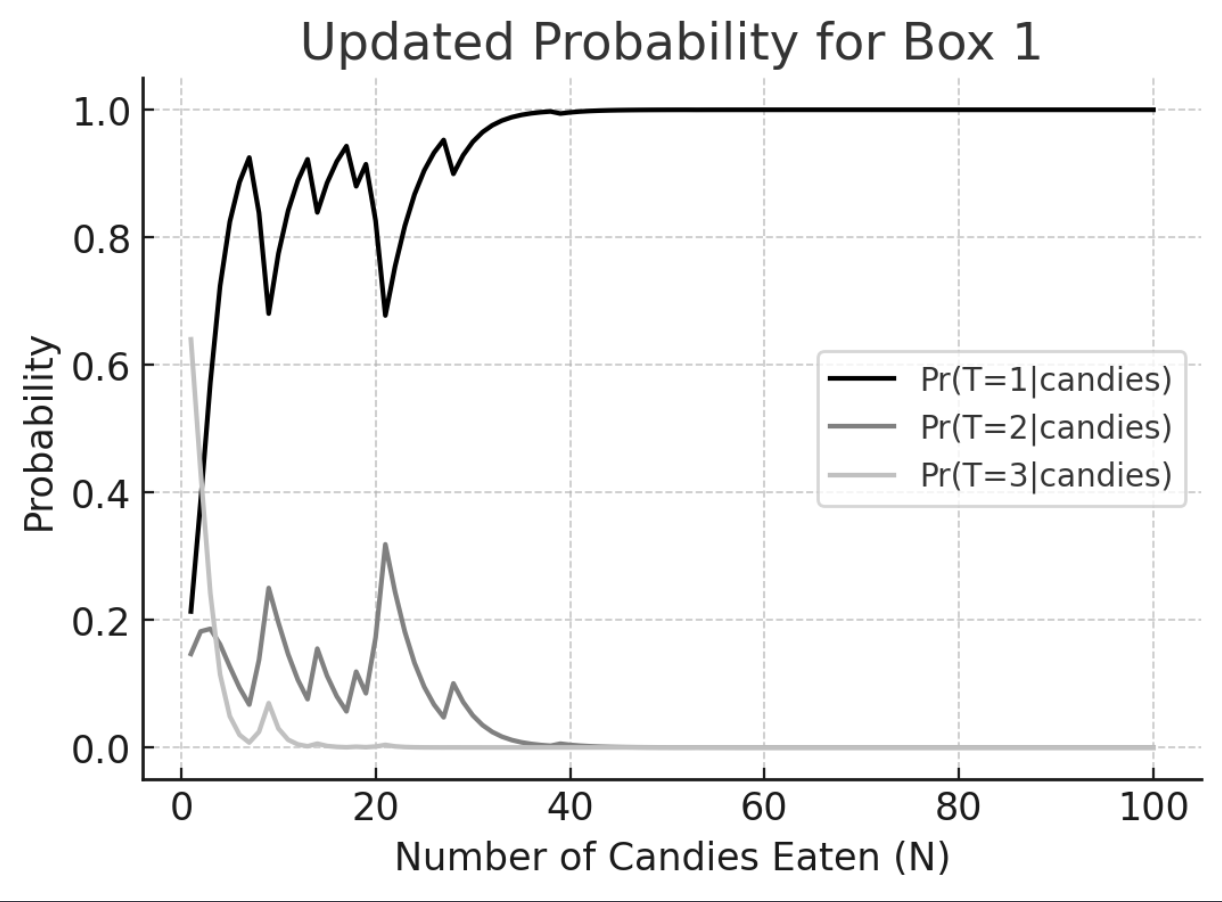 Updated Probability for Box 1
1.0
0.8
0.6
0.4
0.2
0.0
Probability
Pr(T=1|candies)
Pr(T=2|candies)
Pr(T=3|candies)
0 20 40 60 80 100
Number of Candies Eaten (N)